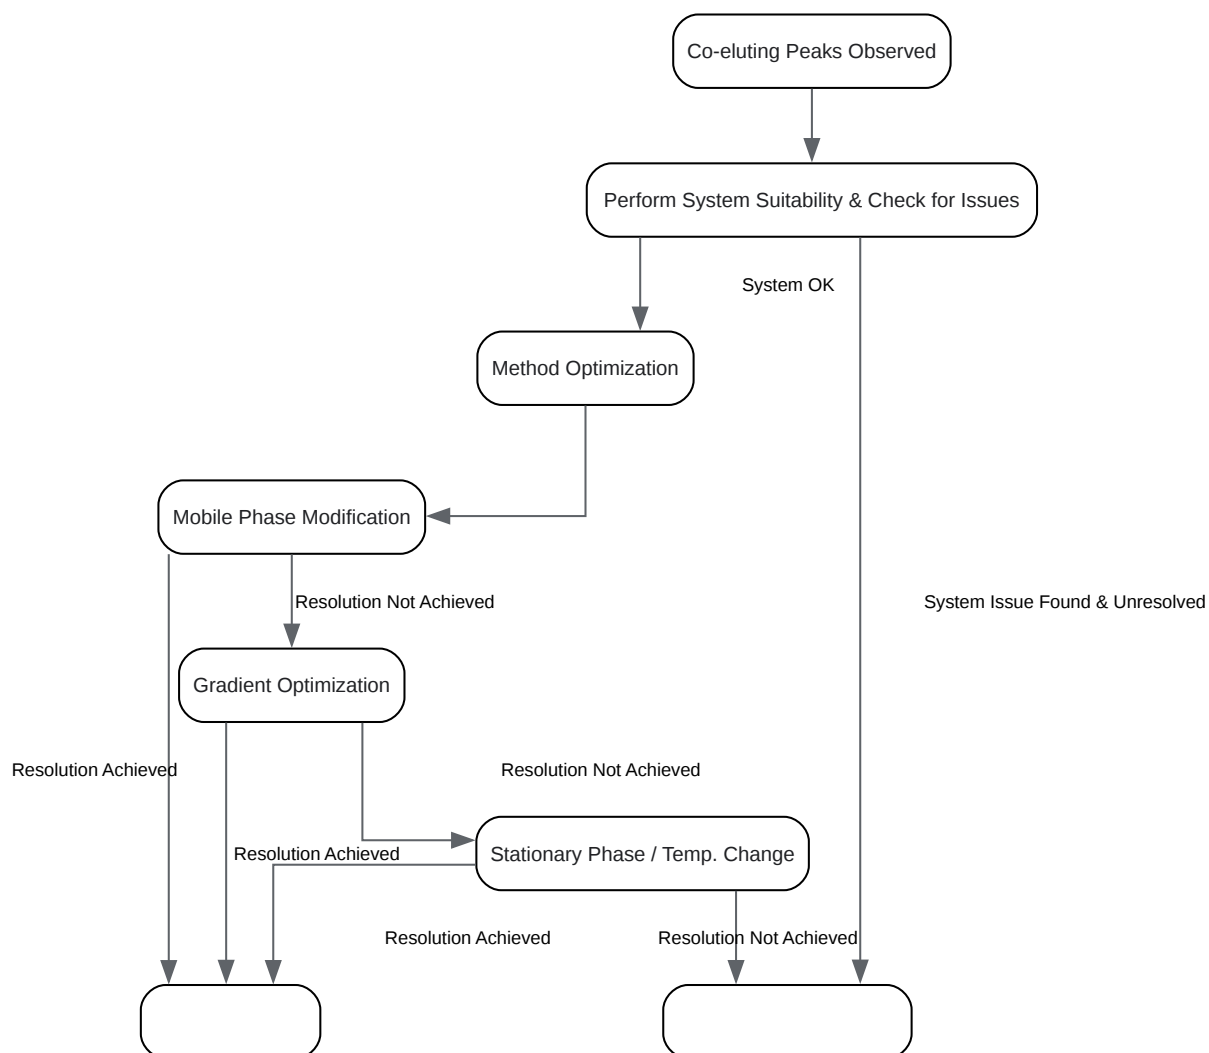 Co-eluting Peaks Observed
Perform System Suitability & Check for Issues
System OK
Method Optimization
Mobile Phase Modification
Resolution Not Achieved
System Issue Found & Unresolved
Gradient Optimization
Resolution Achieved
Resolution Not Achieved
Resolution Achieved
Stationary Phase / Temp. Change
Resolution Achieved
Resolution Not Achieved